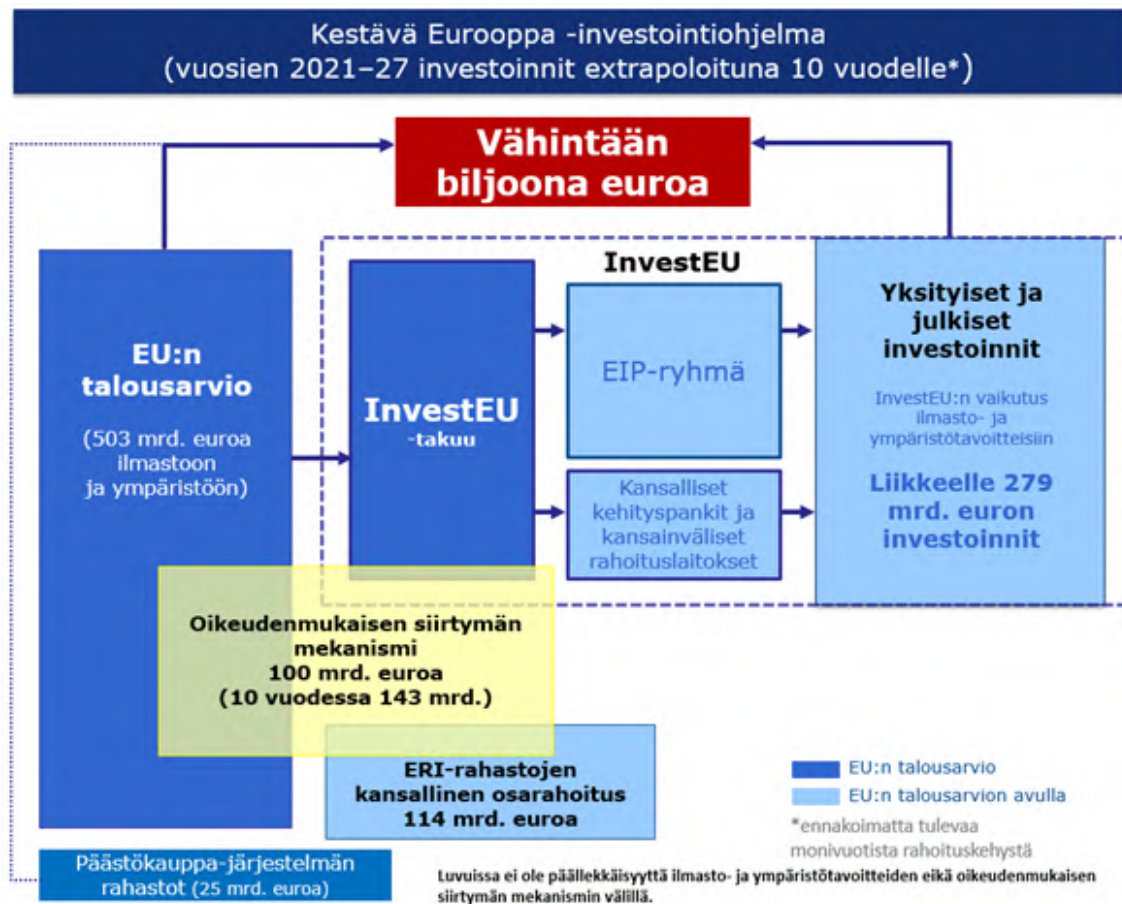 Kestävä Eurooppa -investointiohjelma
(vuosien 2021–27 investoinnit extrapoloituna 10 vuodelle*)
Vähintään
biljoona euroa
EU:n
talousarvio
(503 mrd. euroa
ilmastoon
ja ympäristöön)
InvestEU
-takuu
InvestEU
EIP-ryhmä
Kansalliset
kehityspankit ja
kansainväliset
rahoituslaitokset
Yksityiset ja
julkiset
investoinnit
InvestEU:n vaikutus
ilmasto- ja
ympäristötavoitteisiin
Liikkeelle 279
mrd. euron
investoinnit
Oikeudenmukaisen siirtymän
mekanismi
100 mrd. euroa
(10 vuodessa 143 mrd.)
ERI-rahastojen
kansallinen osarahoitus
114 mrd. euroa
EU:n talousarvio
EU:n talousarvion avulla
*ennakoimatta tulevaa
monivuotista rahoituskehystä
Päästökauppa-järjestelmän
rahastot (25 mrd. euroa)
Luvuissa ei ole päällekkäisyyttä ilmasto- ja ympäristötavoitteiden eikä oikeudenmukaisen
siirtymän mekanismin välillä.